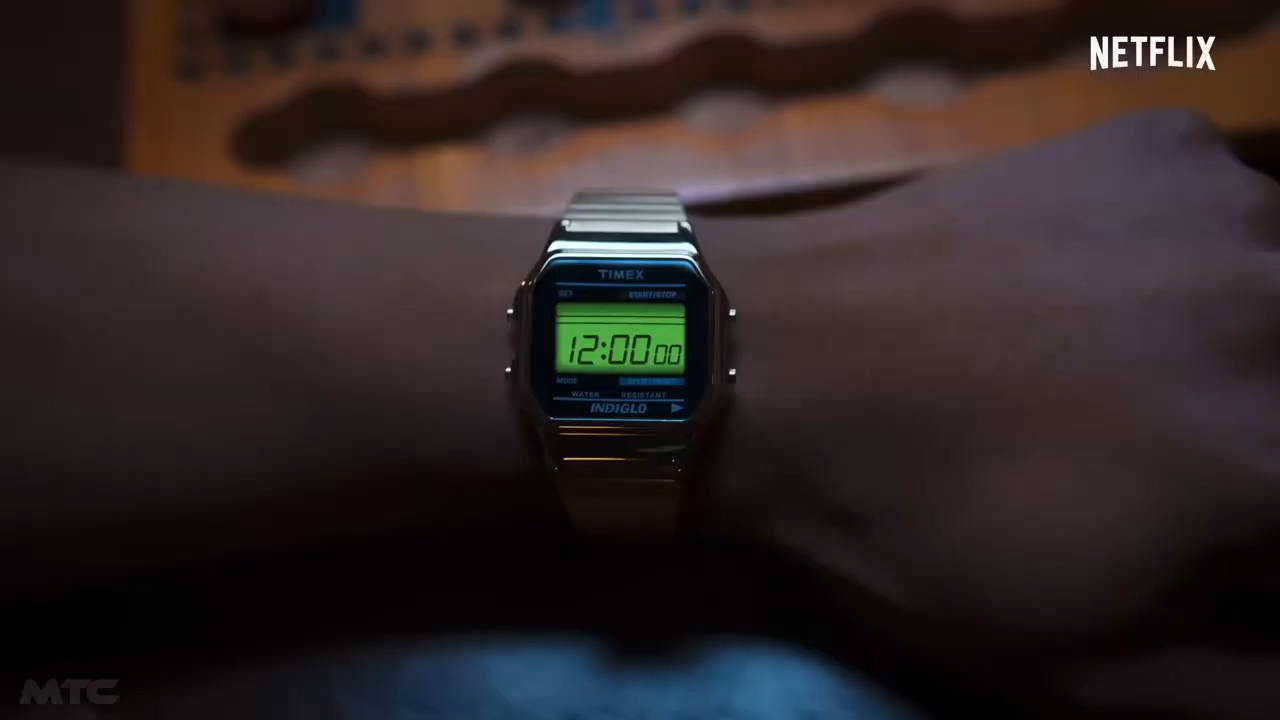 NETFLIX
TIMEX
SET START/STOP
12:00 00
MODE
WATER RESISTANT
INDIGLO
MTC